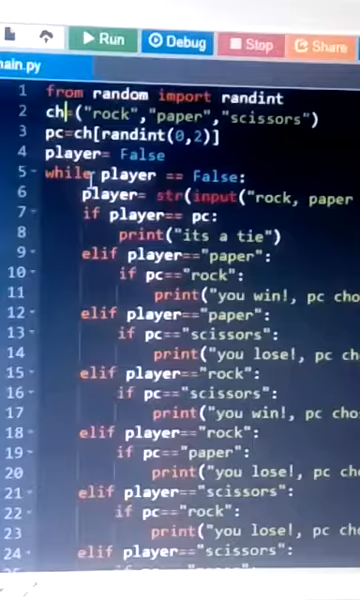 Run Debug Stop Share
main.py
1 from random import randint
2 ch=("rock","paper","scissors")
3 pc=ch[randint(0,2)]
4 player= False
5 while player == False:
6 player= str(input("rock, paper
7 if player== pc:
8 print("its a tie")
9 elif player=="paper":
10 if pc=="rock":
11 print("you win!, pc cho
12 elif player=="paper":
13 if pc=="scissors":
14 print("you lose!, pc ch
15 elif player=="rock":
16 if pc=="scissors":
17 print("you win!, pc cho
18 elif player=="rock":
19 if pc=="paper":
20 print("you lose!, pc ch
21 elif player=="scissors":
22 if pc=="rock":
23 print("you lose!, pc ch
24 elif player=="scissors":